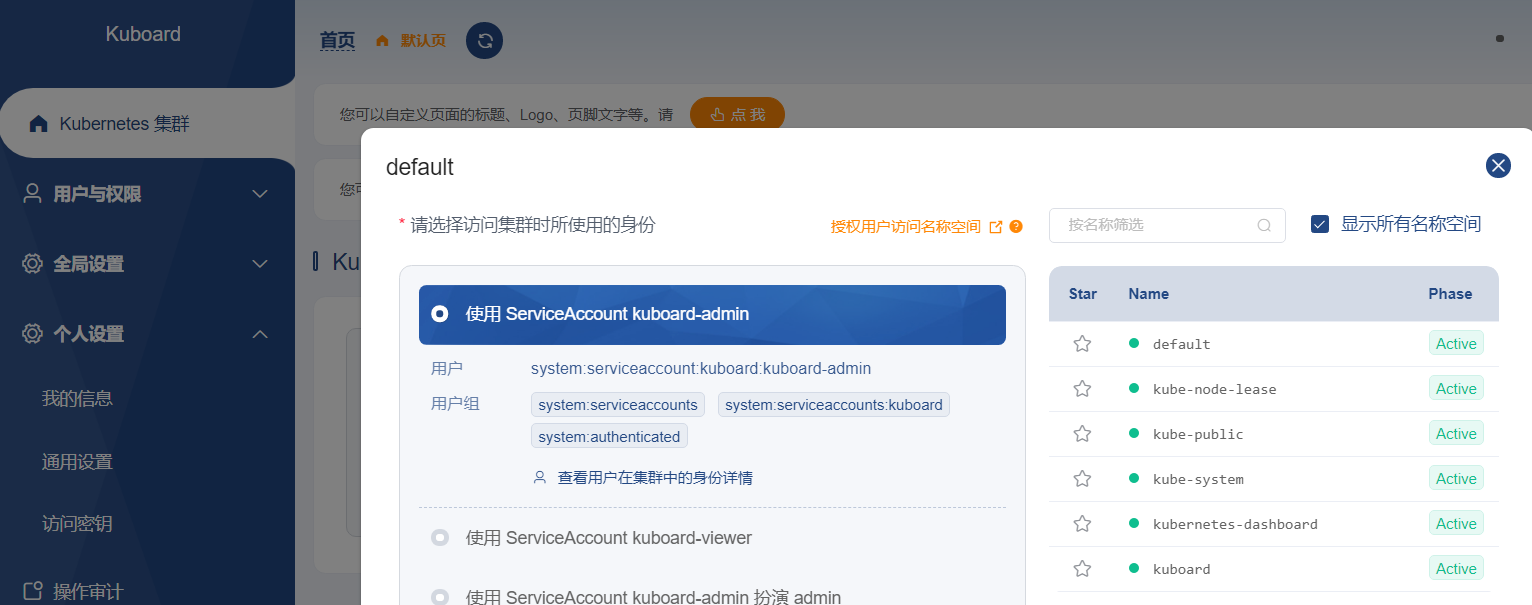 Kuboard
首页 默认页
Kubernetes 集群
您可以自定义页面的标题、Logo、页脚文字等。请 点 我
default
用户与权限
您可
* 请选择访问集群时所使用的身份
授权用户访问名称空间
按名称筛选
显示所有名称空间
全局设置
Ku
使用 ServiceAccount kuboard-admin
Star Name Phase
个人设置
用户 system:serviceaccount:kuboard:kuboard-admin
用户组 system:serviceaccounts system:serviceaccounts:kuboard
system:authenticated
查看用户在集群中的身份详情
default Active
kube-node-lease Active
kube-public Active
kube-system Active
kubernetes-dashboard Active
kuboard Active
我的信息
通用设置
访问密钥
操作审计
使用 ServiceAccount kuboard-viewer
使用 ServiceAccount kuboard-admin 扮演 admin